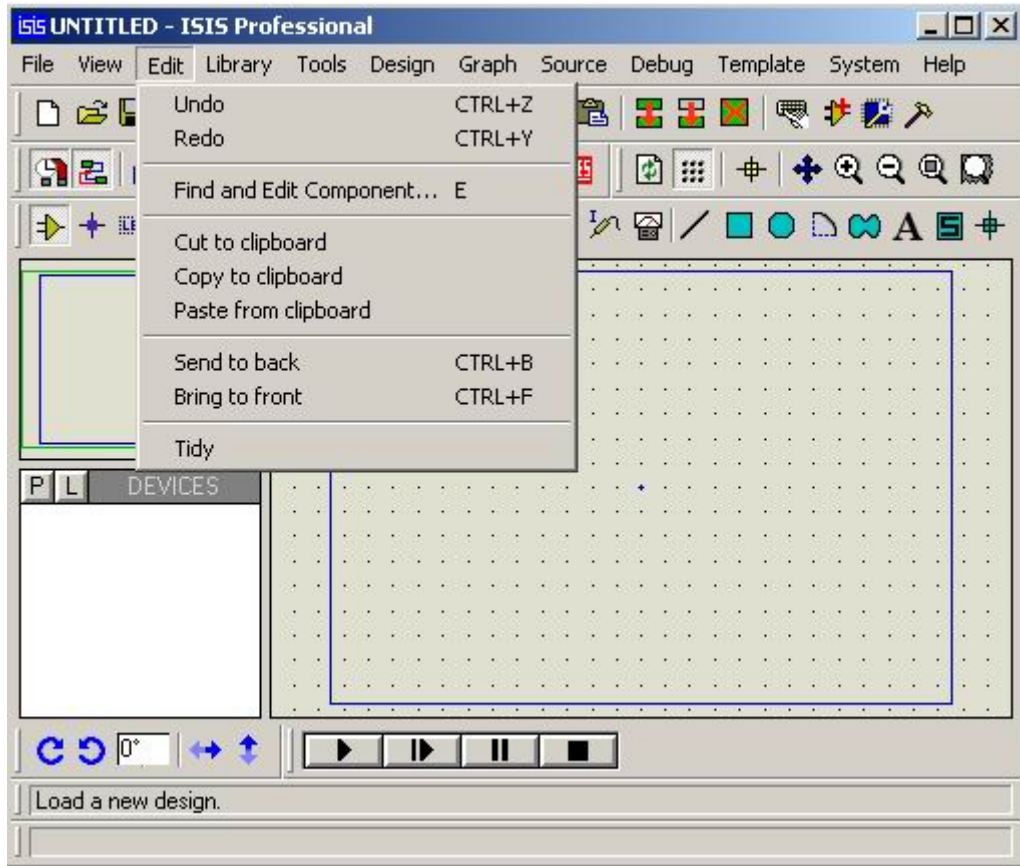 isis UNTITLED - ISIS Professional
File View Edit Library Tools Design Graph Source Debug Template System Help
Undo CTRL+Z
Redo CTRL+Y
Find and Edit Component... E
Cut to clipboard
Copy to clipboard
Paste from clipboard
Send to back CTRL+B
Bring to front CTRL+F
Tidy
A
P L DEVICES
0°
Load a new design.